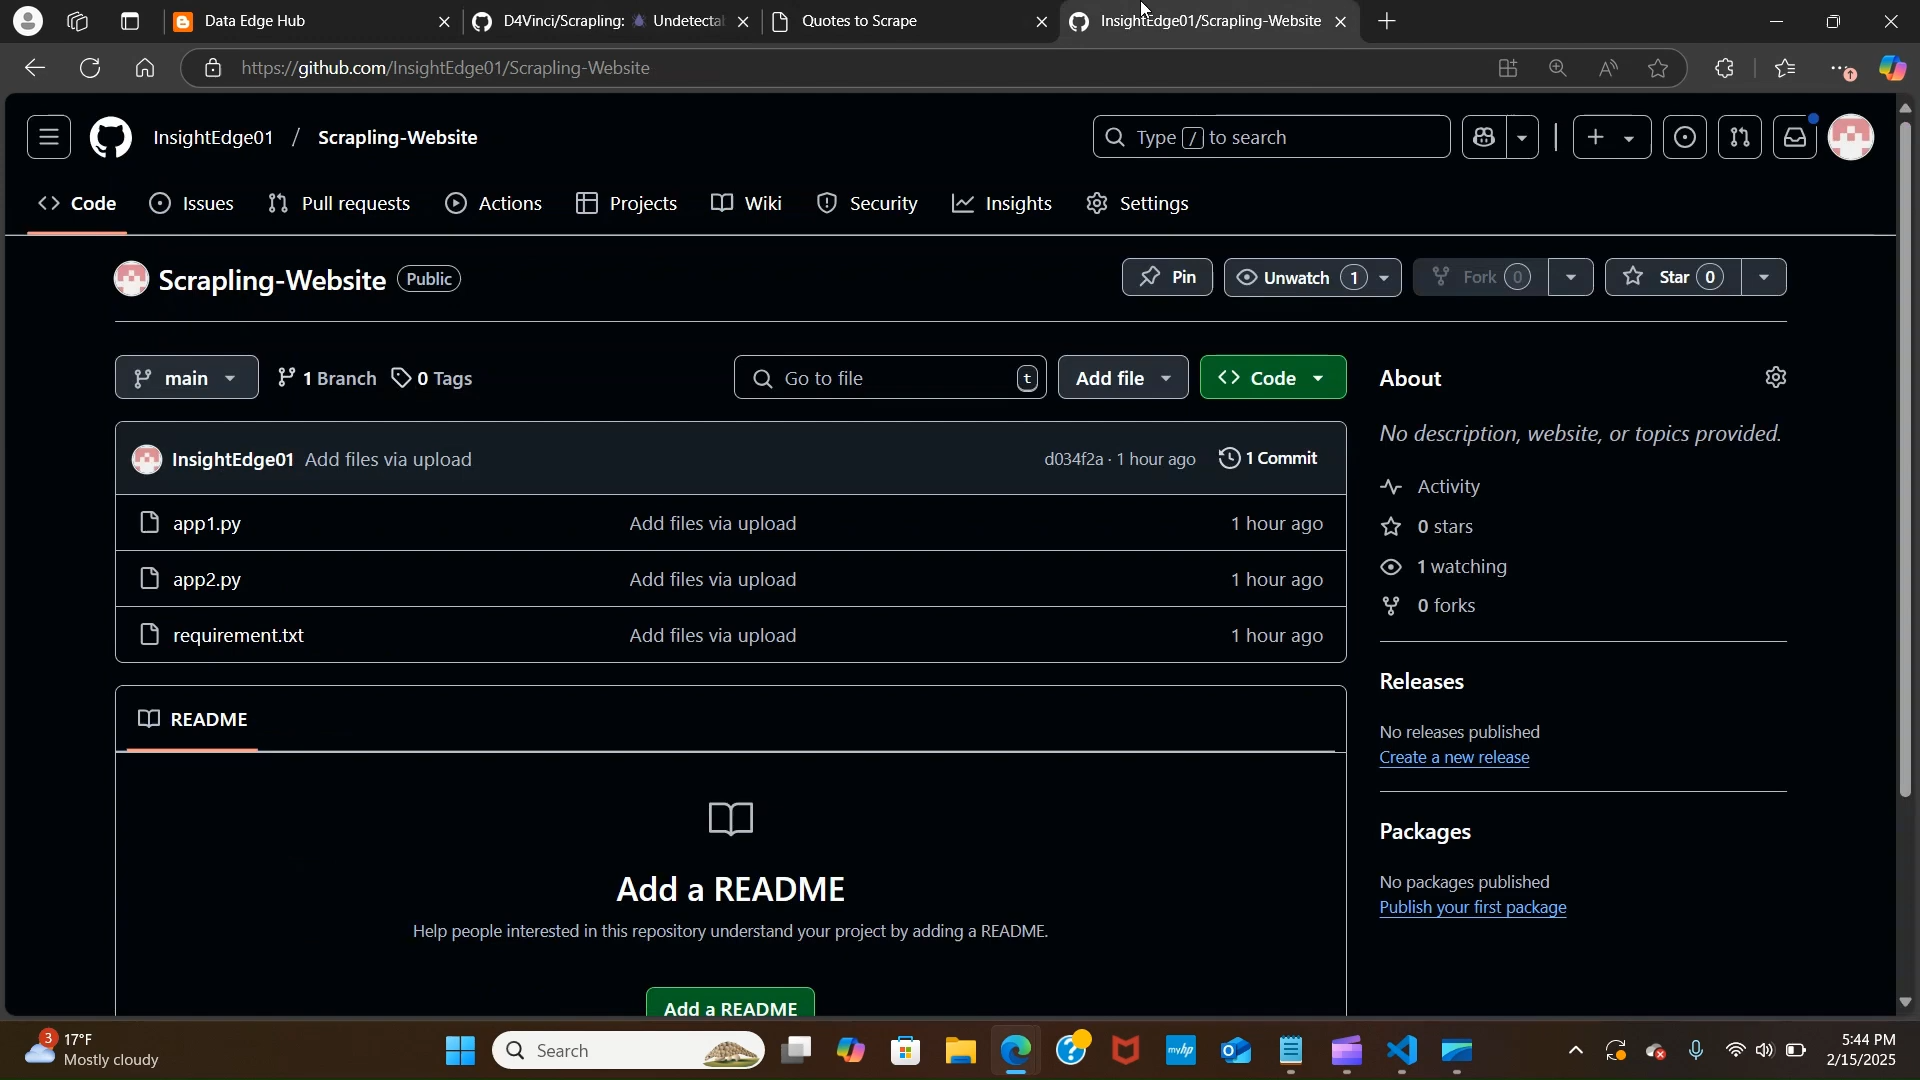 Data Edge Hub
D4Vinci/Scrapling: Undetectal
Quotes to Scrape
InsightEdge01/Scrapling-Website
https://github.com/InsightEdge01/Scrapling-Website
InsightEdge01 / Scrapling-Website
Type / to search
Code
Issues
Pull requests
Actions
Projects
Wiki
Security
Insights
Settings
Scrapling-Website Public
Pin
Unwatch 1
Fork 0
Star 0
main
1 Branch
0 Tags
Go to file t
Add file
Code
About
No description, website, or topics provided.
InsightEdge01 Add files via upload
d034f2a · 1 hour ago
1 Commit
app1.py Add files via upload 1 hour ago
app2.py Add files via upload 1 hour ago
requirement.txt Add files via upload 1 hour ago
Activity
0 stars
1 watching
0 forks
Releases
No releases published
Create a new release
Packages
No packages published
Publish your first package
README
Add a README
Help people interested in this repository understand your project by adding a README.
Add a README
3
17°F
Mostly cloudy
Search
myhp
5:44 PM
2/15/2025